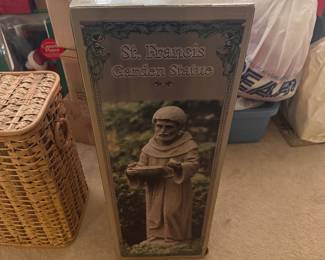 St. Francis
Garden Statue